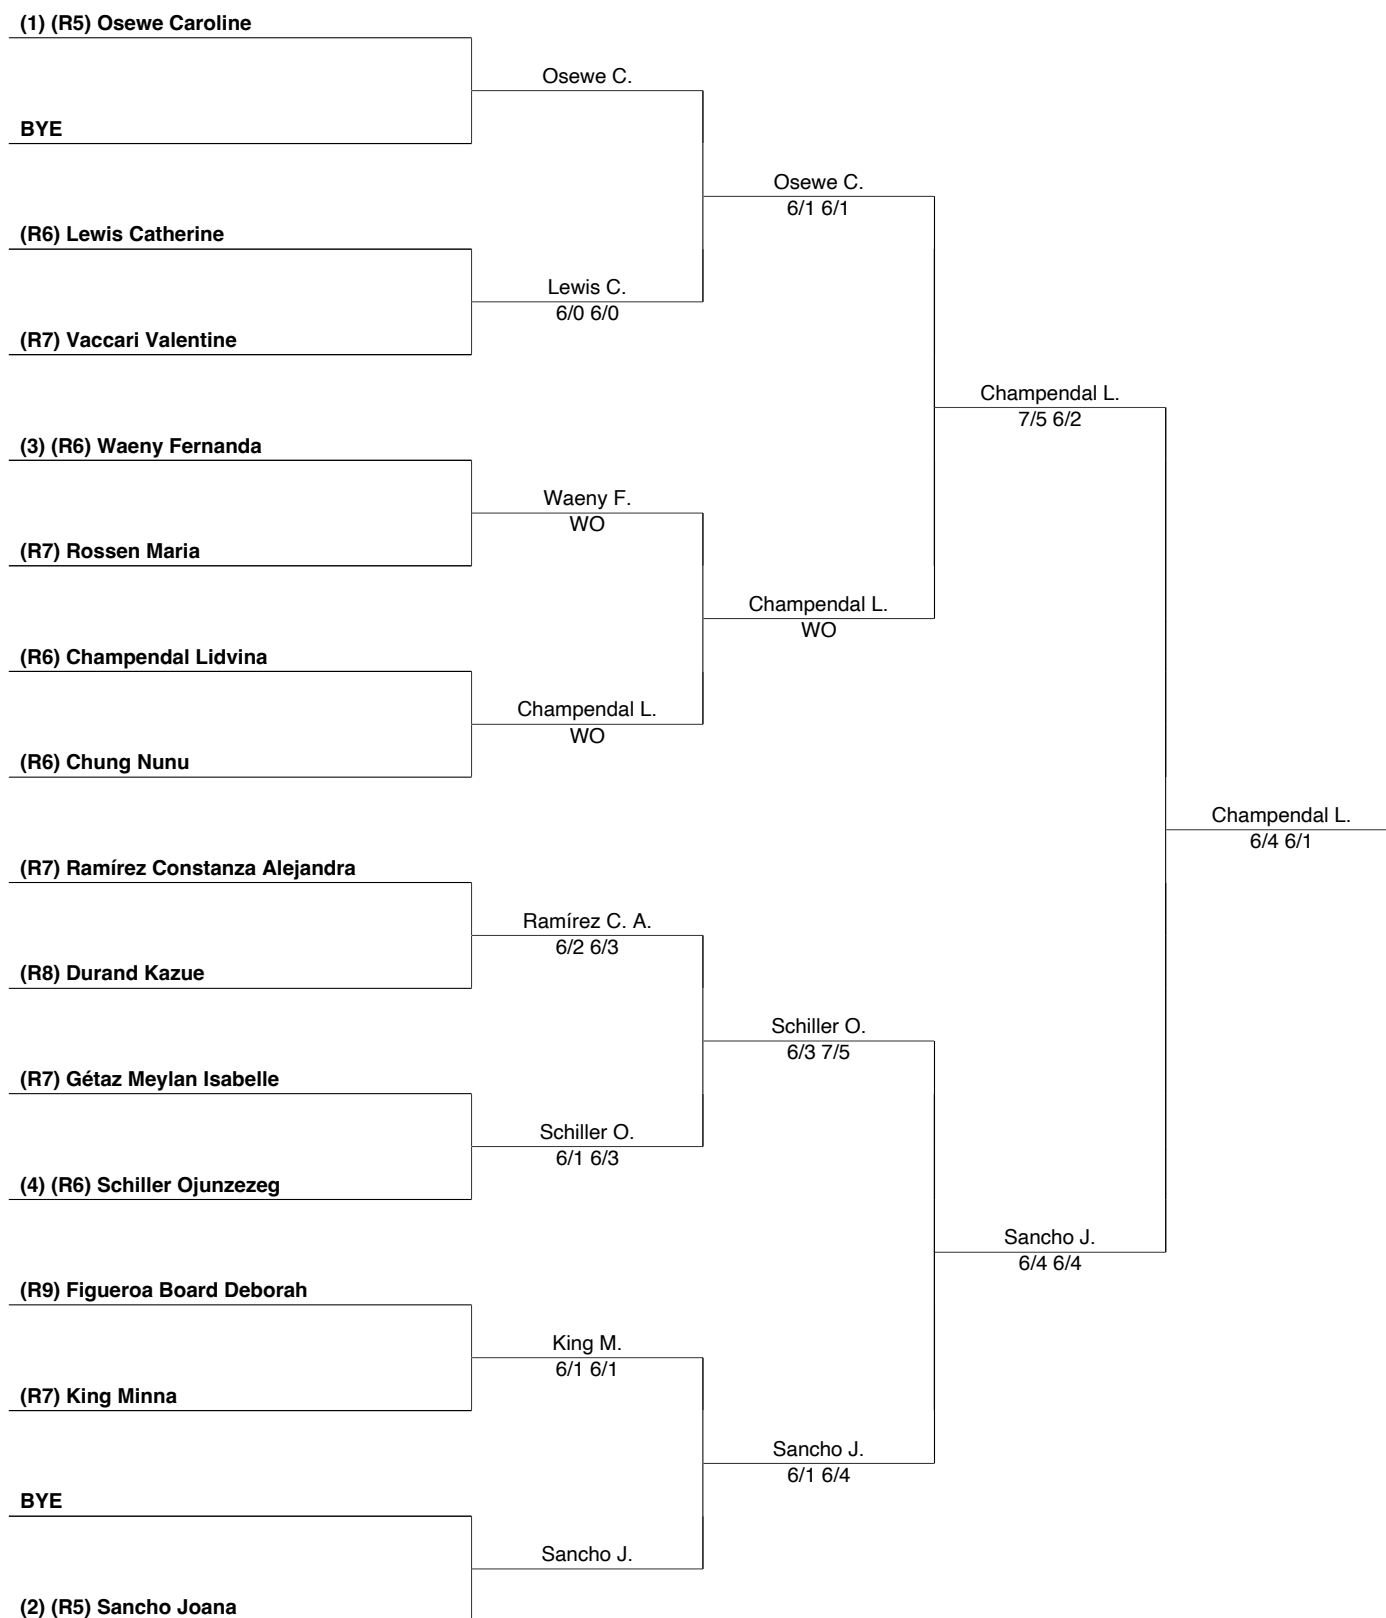 (1) (R5) Osewe Caroline
Osewe C.
BYE
Osewe C.
6/1 6/1
(R6) Lewis Catherine
Lewis C.
6/0 6/0
(R7) Vaccari Valentine
Champendal L.
7/5 6/2
(3) (R6) Waeny Fernanda
Waeny F.
WO
(R7) Rossen Maria
Champendal L.
WO
(R6) Champendal Lidvina
Champendal L.
WO
(R6) Chung Nunu
Champendal L.
6/4 6/1
(R7) Ramírez Constanza Alejandra
Ramírez C. A.
6/2 6/3
(R8) Durand Kazue
Schiller O.
6/3 7/5
(R7) Gétaz Meylan Isabelle
Schiller O.
6/1 6/3
(4) (R6) Schiller Ojunzezeg
Sancho J.
6/4 6/4
(R9) Figueroa Board Deborah
King M.
6/1 6/1
(R7) King Minna
Sancho J.
6/1 6/4
BYE
Sancho J.
(2) (R5) Sancho Joana